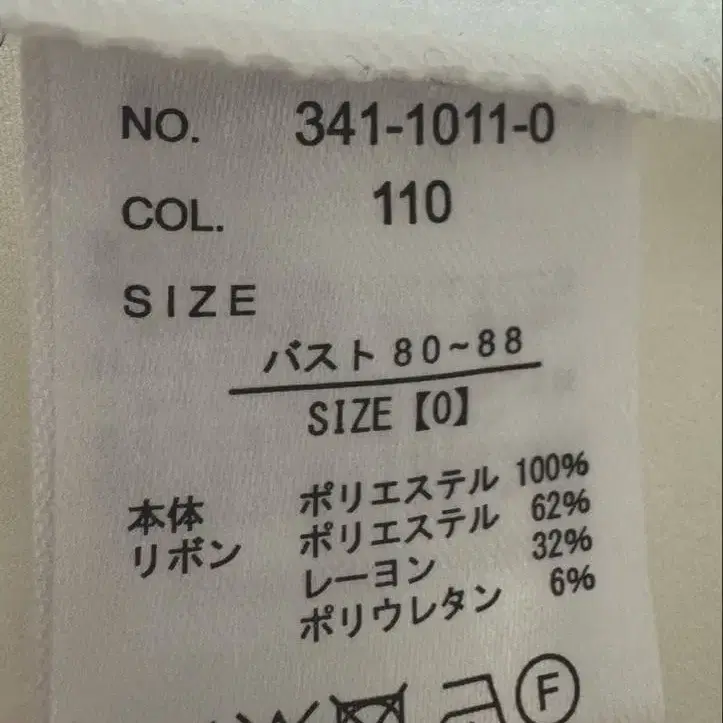 NO. 341-1011-0
COL. 110
SIZE
バスト 80~88
SIZE【0】
本体 ポリエステル 100%
リボン ポリエステル 62%
レーヨン 32%
ポリウレタン 6%
F